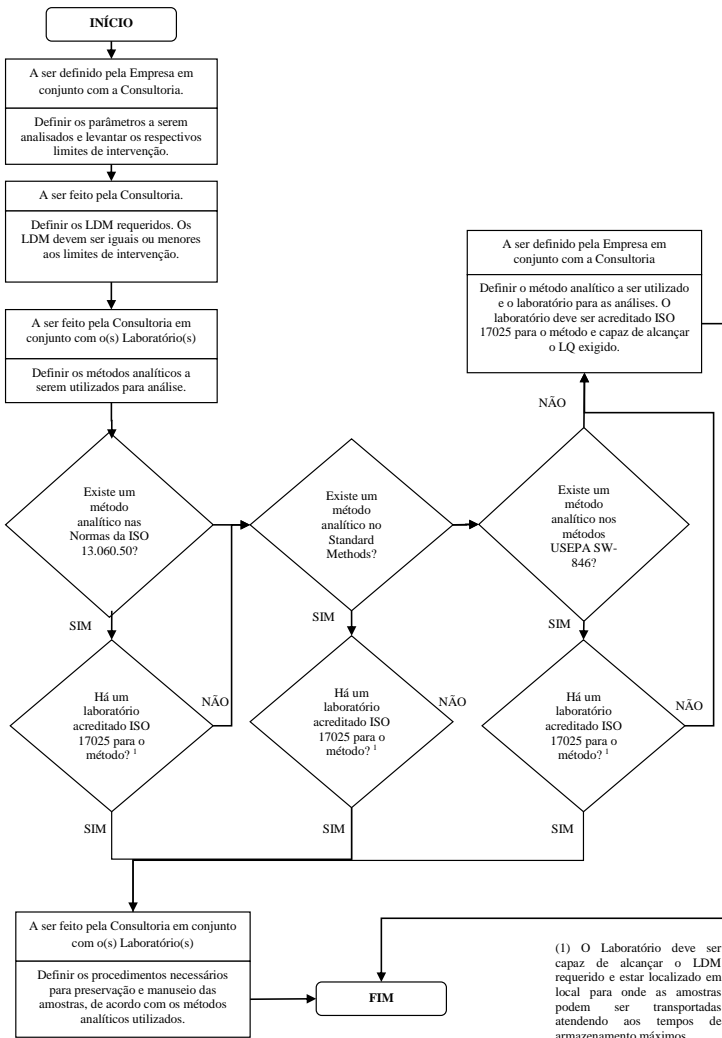 INÍCIO
A ser definido pela Empresa em
conjunto com a Consultoria.
Definir os parâmetros a serem
analisados e levantar os respectivos
limites de intervenção.
A ser feito pela Consultoria.
Definir os LDM requeridos. Os
LDM devem ser iguais ou menores
aos limites de intervenção.
A ser feito pela Consultoria em
conjunto com o(s) Laboratório(s)
Definir os métodos analíticos a
serem utilizados para análise.
A ser definido pela Empresa em
conjunto com a Consultoria
Definir o método analítico a ser utilizado
e o laboratório para as análises. O
laboratório deve ser acreditado ISO
17025 para o método e capaz de alcançar
o LQ exigido.
NÃO
Existe um
método
analítico nas
Normas da ISO
13.060.50?
Existe um
método
analítico no
Standard
Methods?
Existe um
método
analítico nos
métodos
USEPA SW-
846?
SIM
SIM
SIM
Há um
laboratório
acreditado ISO
17025 para o
método? 1
NÃO
Há um
laboratório
acreditado ISO
17025 para o
método? 1
NÃO
Há um
laboratório
acreditado ISO
17025 para o
método? 1
NÃO
SIM
SIM
SIM
A ser feito pela Consultoria em conjunto
com o(s) Laboratório(s)
Definir os procedimentos necessários
para preservação e manuseio das
amostras, de acordo com os métodos
analíticos utilizados.
FIM
(1) O Laboratório deve ser
capaz de alcançar o LDM
requerido e estar localizado em
local para onde as amostras
podem ser transportadas
atendendo aos tempos de
armazenamento máximos